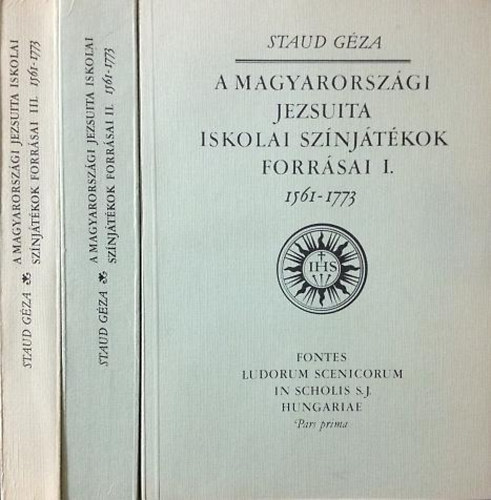 STAUD GÉZA ❧ A MAGYARORSZÁGI JEZSUITA ISKOLAI
SZÍNJÁTÉKOK FORRÁSAI III. 1561-1773
STAUD GÉZA ❧ A MAGYARORSZÁGI JEZSUITA ISKOLAI
SZÍNJÁTÉKOK FORRÁSAI II. 1561-1773
STAUD GÉZA
A MAGYARORSZÁGI
JEZSUITA
ISKOLAI SZÍNJÁTÉKOK
FORRÁSAI I.
1561-1773
IHS
FONTES
LUDORUM SCENICORUM
IN SCHOLIS S.J.
HUNGARIAE
Pars prima